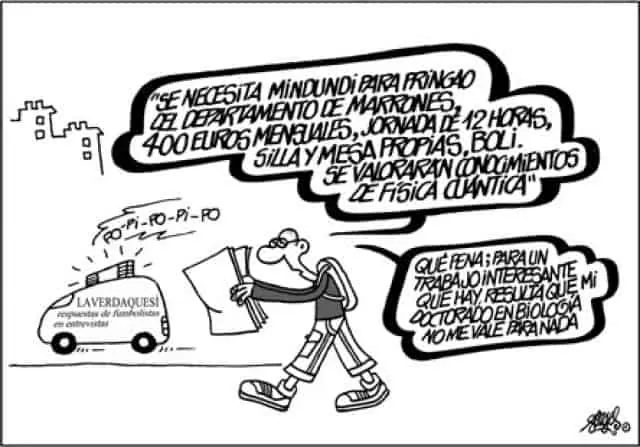 "SE NECESITA MINDUNDI PARA PRINGAO
DEL DEPARTAMENTO DE MARRONES,
400 EUROS MENSUALES, JORNADA DE 12 HORAS,
SILLA Y MESA PROPIAS, BOLI.
SE VALORARÁN CONOCIMIENTOS
DE FÍSICA CUÁNTICA"
PO-PI-PO-PI-PO
LAVERDAQUESÍ
respuestas de fumbolistas
en entrevistas
QUÉ PENA; PARA UN
TRABAJO INTERESANTE
QUE HAY, RESULTA QUE MI
DOCTORADO EN BIOLOGÍA
NO ME VALE PARA NADA